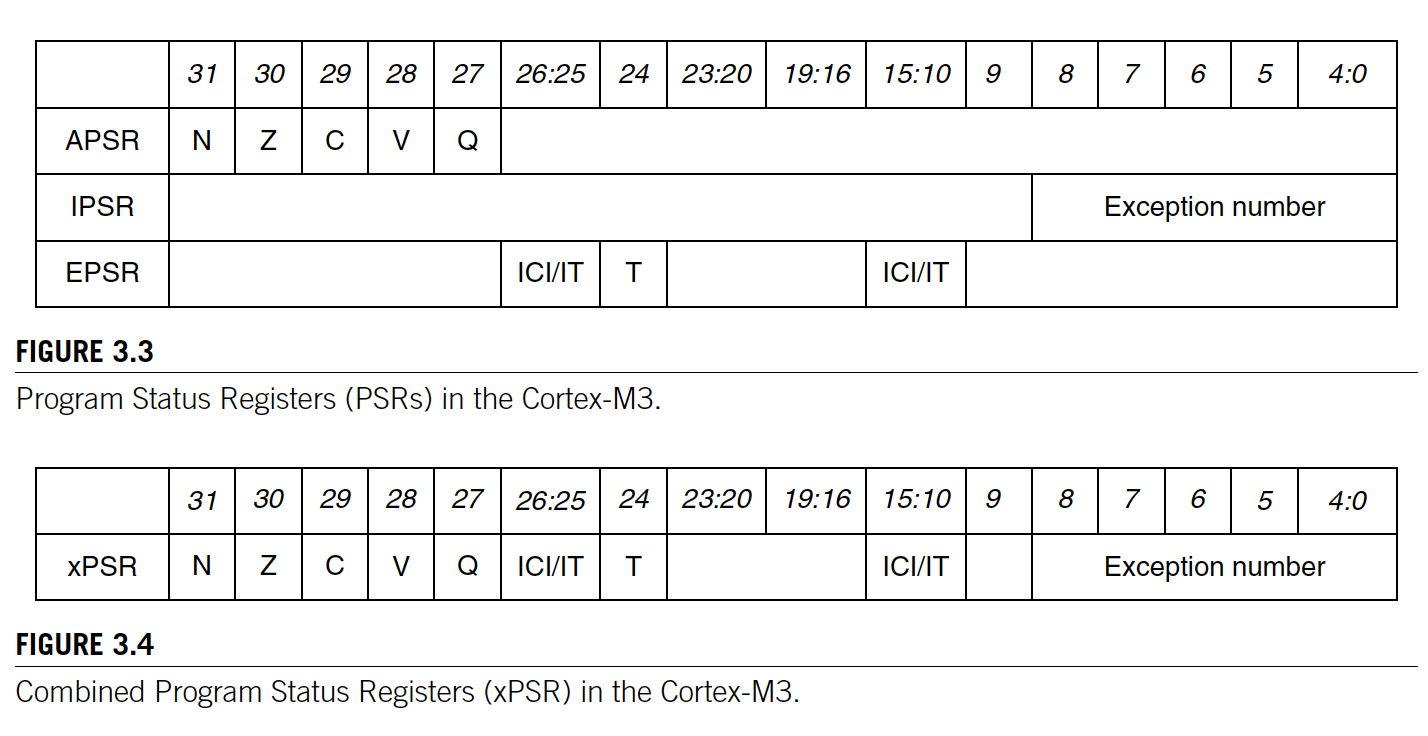 31 30 29 28 27 26:25 24 23:20 19:16 15:10 9 8 7 6 5 4:0
APSR N Z C V Q
IPSR Exception number
EPSR ICI/IT T ICI/IT
FIGURE 3.3
Program Status Registers (PSRs) in the Cortex-M3.
31 30 29 28 27 26:25 24 23:20 19:16 15:10 9 8 7 6 5 4:0
xPSR N Z C V Q ICI/IT T ICI/IT Exception number
FIGURE 3.4
Combined Program Status Registers (xPSR) in the Cortex-M3.